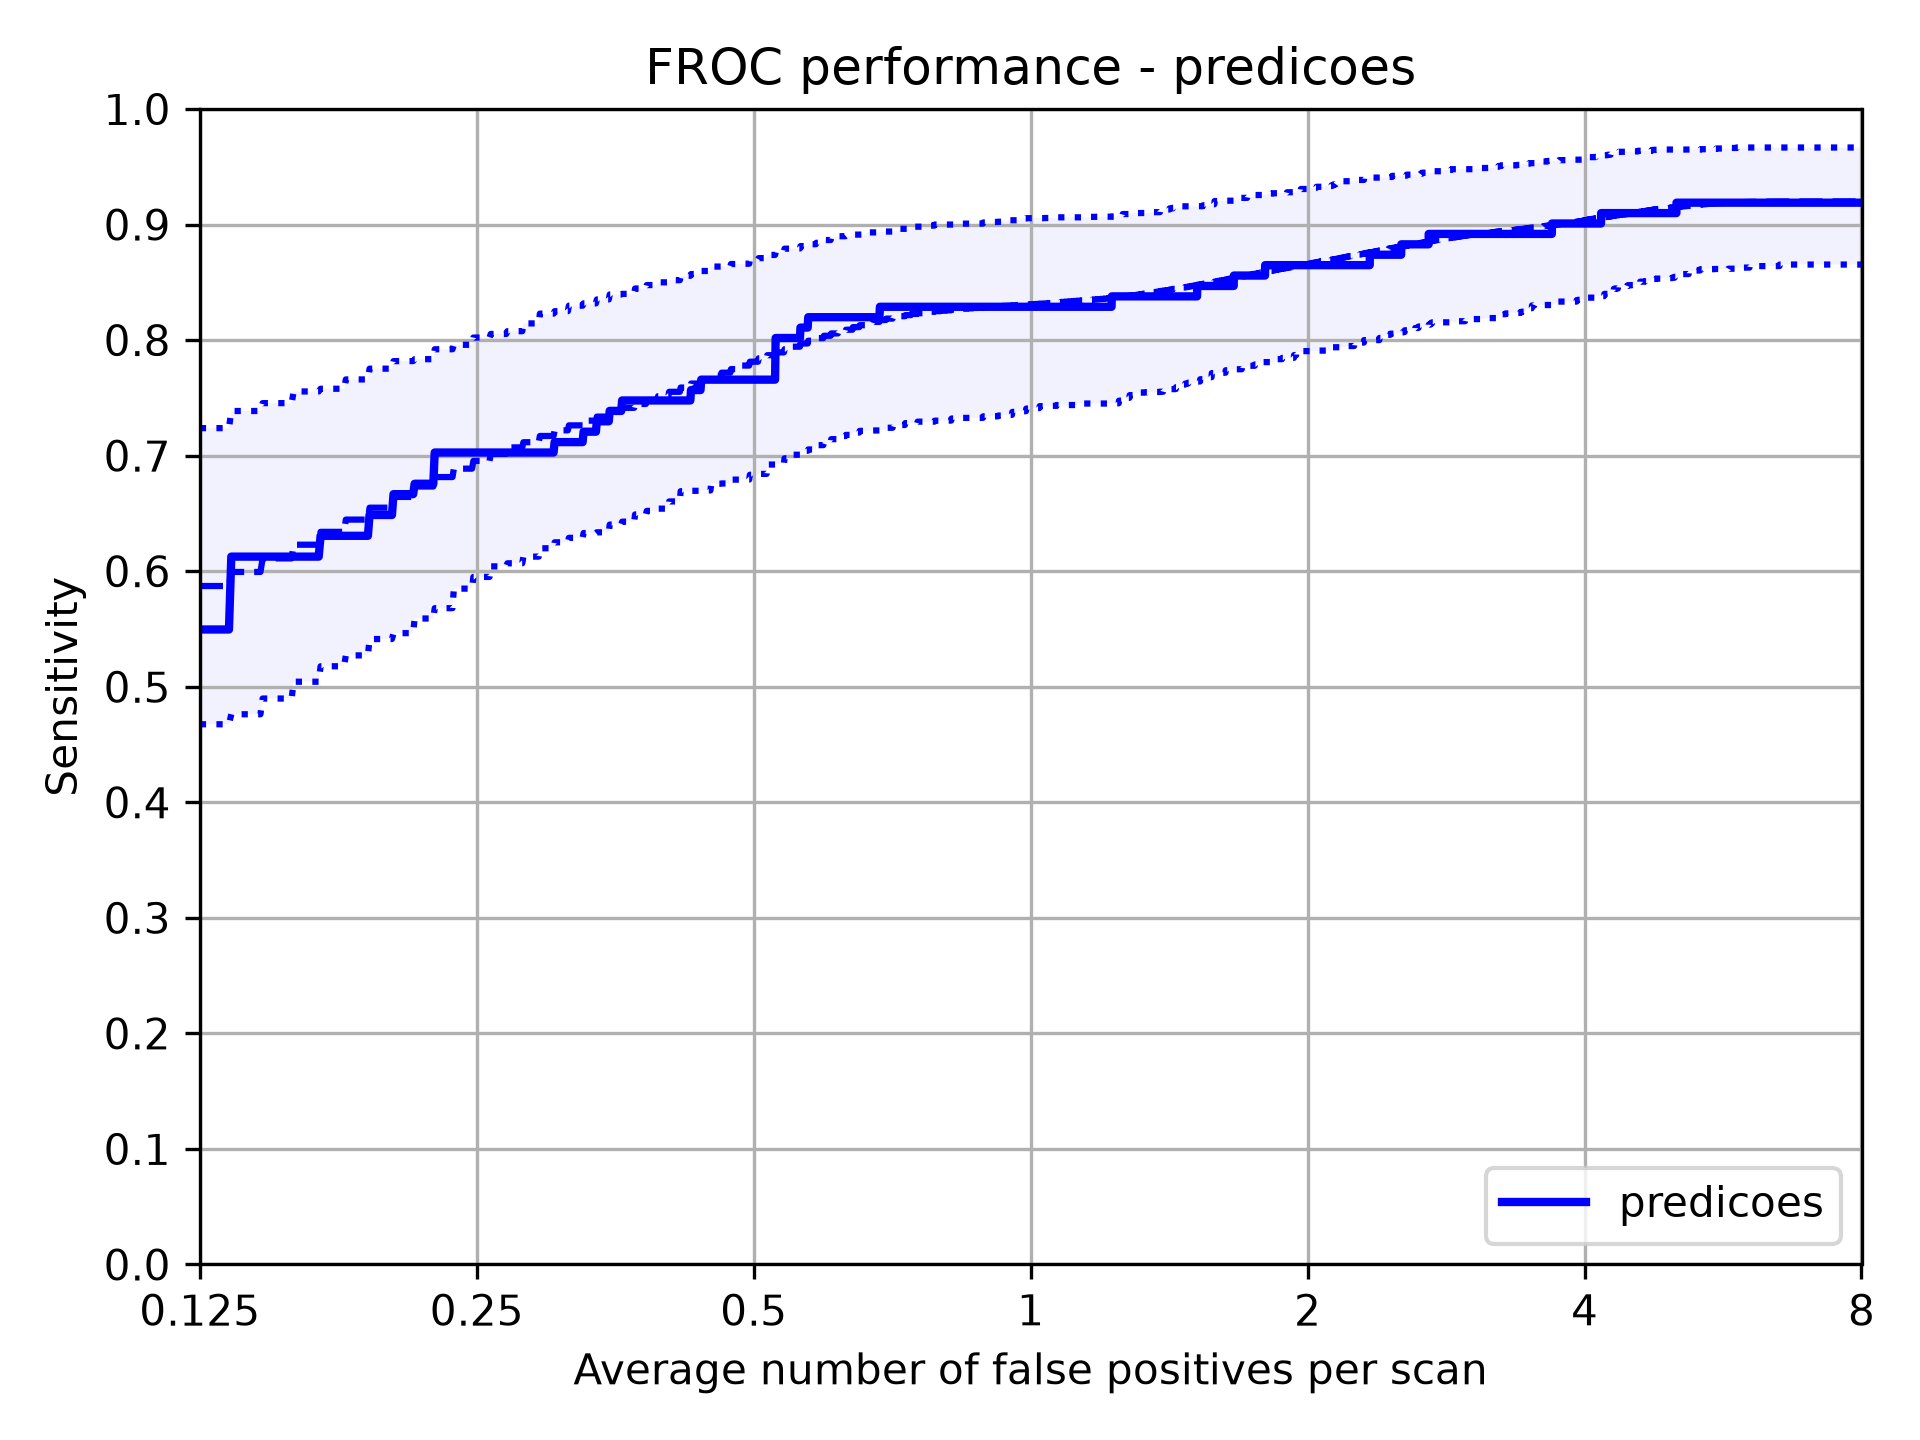 FROC performance - predicoes
Sensitivity
1.0
0.9
0.8
0.7
0.6
0.5
0.4
0.3
0.2
0.1
0.0
predicoes
0.125 0.25 0.5 1 2 4 8
Average number of false positives per scan